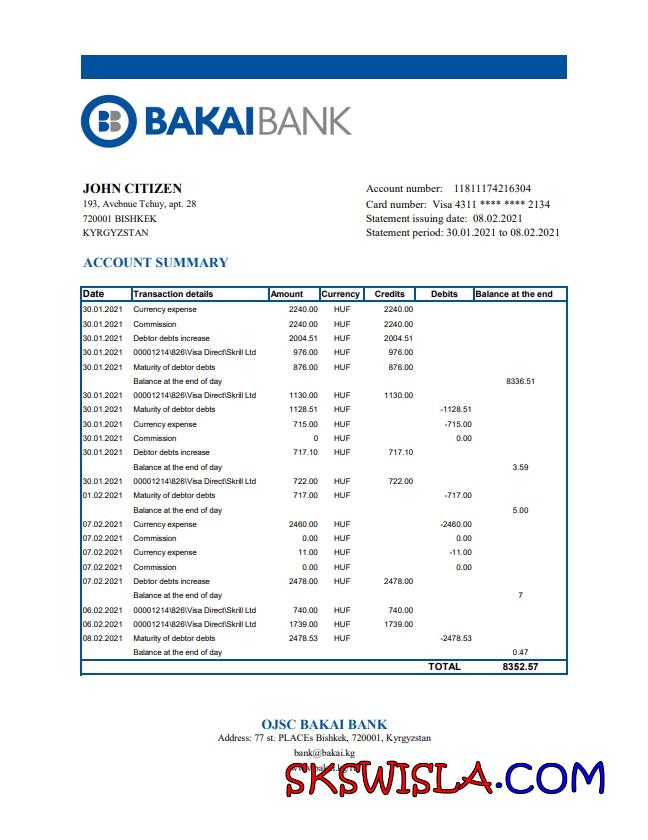 BAKAI BANK
JOHN CITIZEN
193, Avebnue Tchuy, apt. 28
720001 BISHKEK
KYRGYZSTAN
Account number: 11811174216304
Card number: Visa 4311 **** **** 2134
Statement issuing date: 08.02.2021
Statement period: 30.01.2021 to 08.02.2021
ACCOUNT SUMMARY
Date Transaction details Amount Currency Credits Debits Balance at the end
30.01.2021 Currency expense 2240.00 HUF 2240.00
30.01.2021 Commission 2240.00 HUF 2240.00
30.01.2021 Debtor debts increase 2004.51 HUF 2004.51
30.01.2021 00001214\826\Visa Direct\Skrill Ltd 976.00 HUF 976.00
30.01.2021 Maturity of debtor debts 876.00 HUF 876.00
Balance at the end of day 8336.51
30.01.2021 00001214\826\Visa Direct\Skrill Ltd 1130.00 HUF 1130.00
30.01.2021 Maturity of debtor debts 1128.51 HUF -1128.51
30.01.2021 Currency expense 715.00 HUF -715.00
30.01.2021 Commission 0 HUF 0.00
30.01.2021 Debtor debts increase 717.10 HUF 717.10
Balance at the end of day 3.59
30.01.2021 00001214\826\Visa Direct\Skrill Ltd 722.00 HUF 722.00
01.02.2021 Maturity of debtor debts 717.00 HUF -717.00
Balance at the end of day 5.00
07.02.2021 Currency expense 2460.00 HUF -2460.00
07.02.2021 Commission 0.00 HUF 0.00
07.02.2021 Currency expense 11.00 HUF -11.00
07.02.2021 Commission 0.00 HUF 0.00
07.02.2021 Debtor debts increase 2478.00 HUF 2478.00
Balance at the end of day 7
06.02.2021 00001214\826\Visa Direct\Skrill Ltd 740.00 HUF 740.00
06.02.2021 00001214\826\Visa Direct\Skrill Ltd 1739.00 HUF 1739.00
08.02.2021 Maturity of debtor debts 2478.53 HUF -2478.53
Balance at the end of day 0.47
TOTAL 8352.57
OJSC BAKAI BANK
Address: 77 st. PLACEs Bishkek, 720001, Kyrgyzstan
bank@bakai.kg
SKSWISLA.COM